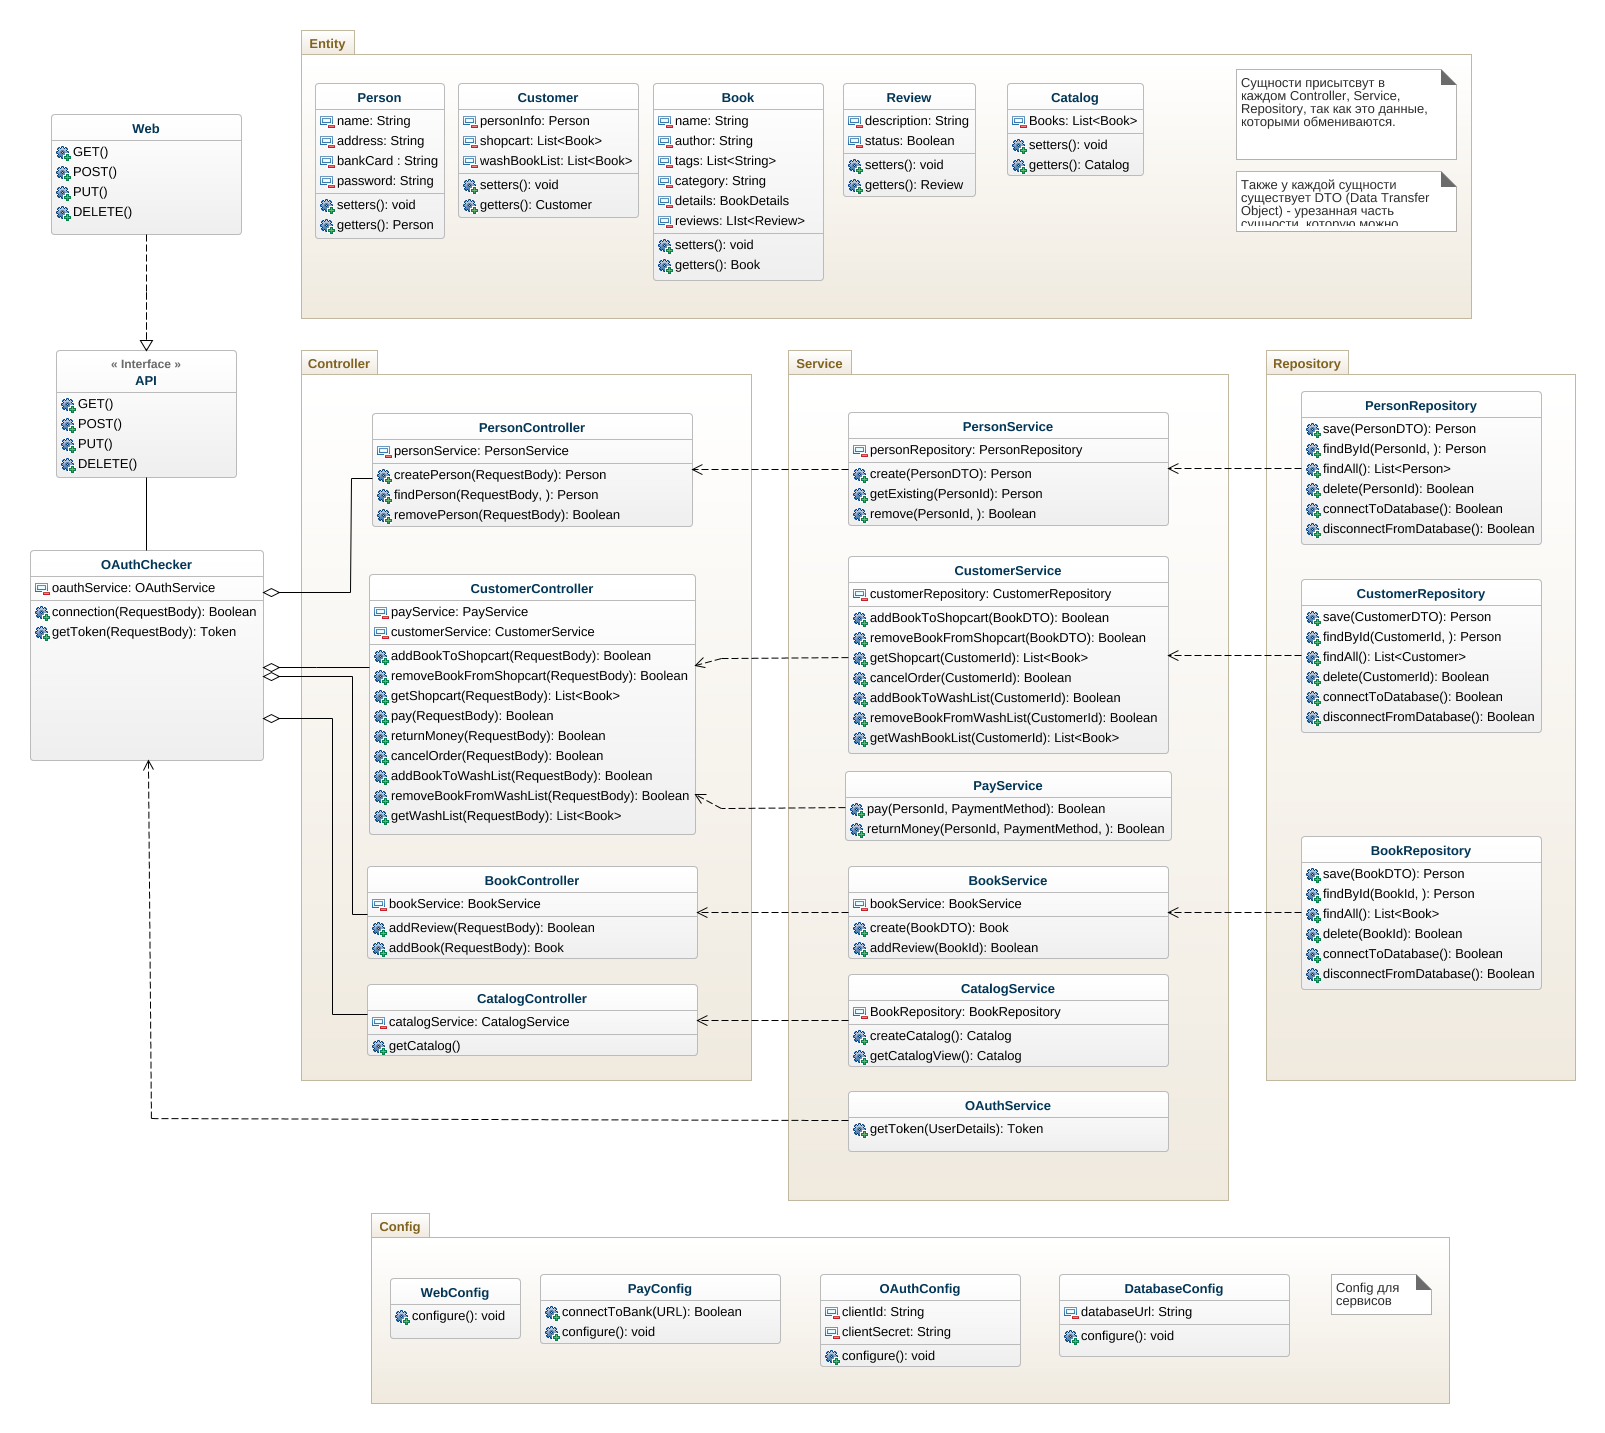 Entity
Person
name: String
address: String
bankCard : String
password: String
setters(): void
getters(): Person
Customer
personInfo: Person
shopcart: List<Book>
washBookList: List<Book>
setters(): void
getters(): Customer
Book
name: String
author: String
tags: List<String>
category: String
details: BookDetails
reviews: LIst<Review>
setters(): void
getters(): Book
Review
description: String
status: Boolean
setters(): void
getters(): Review
Catalog
Books: List<Book>
setters(): void
getters(): Catalog
Сущности присытсвут в
каждом Controller, Service,
Repository, так как это данные,
которыми обмениваются.
Также у каждой сущности
существует DTO (Data Transfer
Object) - урезанная часть
сущности, которую можно
Web
GET()
POST()
PUT()
DELETE()
« Interface »
API
GET()
POST()
PUT()
DELETE()
OAuthChecker
oauthService: OAuthService
connection(RequestBody): Boolean
getToken(RequestBody): Token
Controller
PersonController
personService: PersonService
createPerson(RequestBody): Person
findPerson(RequestBody, ): Person
removePerson(RequestBody): Boolean
CustomerController
payService: PayService
customerService: CustomerService
addBookToShopcart(RequestBody): Boolean
removeBookFromShopcart(RequestBody): Boolean
getShopcart(RequestBody): List<Book>
pay(RequestBody): Boolean
returnMoney(RequestBody): Boolean
cancelOrder(RequestBody): Boolean
addBookToWashList(RequestBody): Boolean
removeBookFromWashList(RequestBody): Boolean
getWashList(RequestBody): List<Book>
BookController
bookService: BookService
addReview(RequestBody): Boolean
addBook(RequestBody): Book
CatalogController
catalogService: CatalogService
getCatalog()
Service
PersonService
personRepository: PersonRepository
create(PersonDTO): Person
getExisting(PersonId): Person
remove(PersonId, ): Boolean
CustomerService
customerRepository: CustomerRepository
addBookToShopcart(BookDTO): Boolean
removeBookFromShopcart(BookDTO): Boolean
getShopcart(CustomerId): List<Book>
cancelOrder(CustomerId): Boolean
addBookToWashList(CustomerId): Boolean
removeBookFromWashList(CustomerId): Boolean
getWashBookList(CustomerId): List<Book>
PayService
pay(PersonId, PaymentMethod): Boolean
returnMoney(PersonId, PaymentMethod, ): Boolean
BookService
bookService: BookService
create(BookDTO): Book
addReview(BookId): Boolean
CatalogService
BookRepository: BookRepository
createCatalog(): Catalog
getCatalogView(): Catalog
OAuthService
getToken(UserDetails): Token
Repository
PersonRepository
save(PersonDTO): Person
findById(PersonId, ): Person
findAll(): List<Person>
delete(PersonId): Boolean
connectToDatabase(): Boolean
disconnectFromDatabase(): Boolean
CustomerRepository
save(CustomerDTO): Person
findById(CustomerId, ): Person
findAll(): List<Customer>
delete(CustomerId): Boolean
connectToDatabase(): Boolean
disconnectFromDatabase(): Boolean
BookRepository
save(BookDTO): Person
findById(BookId, ): Person
findAll(): List<Book>
delete(BookId): Boolean
connectToDatabase(): Boolean
disconnectFromDatabase(): Boolean
Config
WebConfig
configure(): void
PayConfig
connectToBank(URL): Boolean
configure(): void
OAuthConfig
clientId: String
clientSecret: String
configure(): void
DatabaseConfig
databaseUrl: String
configure(): void
Config для
сервисов